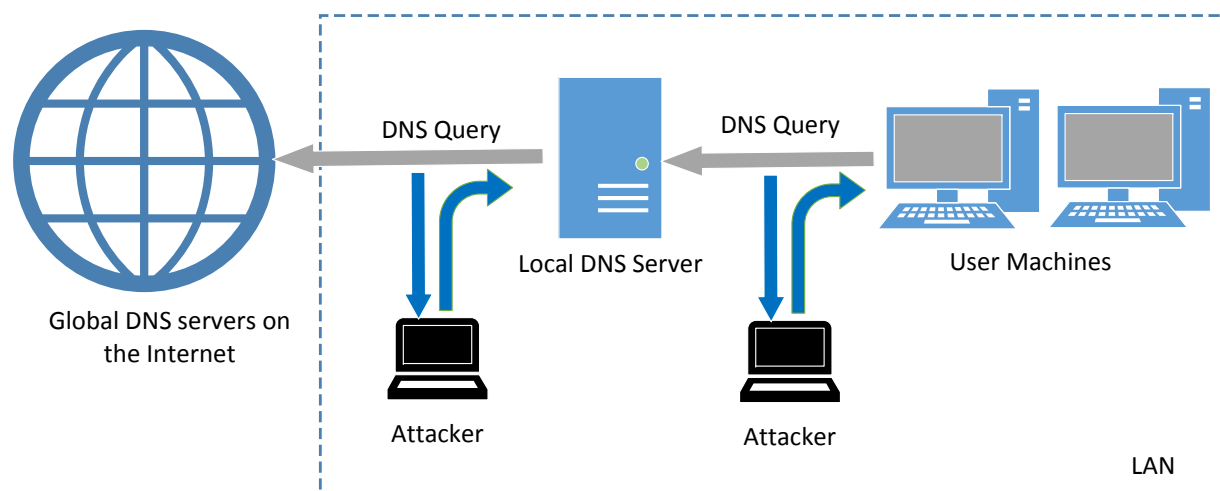 DNS Query
DNS Query
Local DNS Server
User Machines
Global DNS servers on
the Internet
Attacker
Attacker
LAN